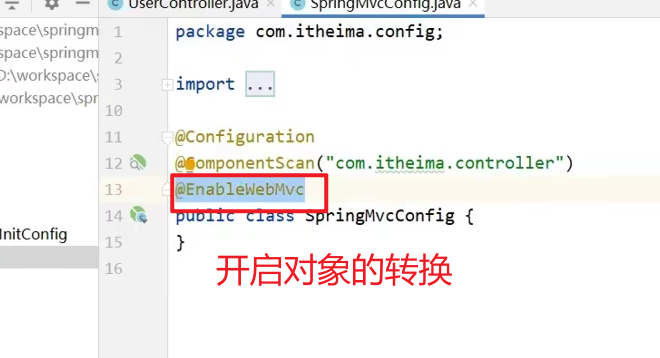 UserController.java
SpringMvcConfig.java
space\springm
space\springm
D:\workspace\s
workspace\spr
InitConfig
1 package com.itheima.config;
2
3 import ...
10
11 @Configuration
12 @ComponentScan("com.itheima.controller")
13 @EnableWebMvc
14 public class SpringMvcConfig {
15 }
16
开启对象的转换